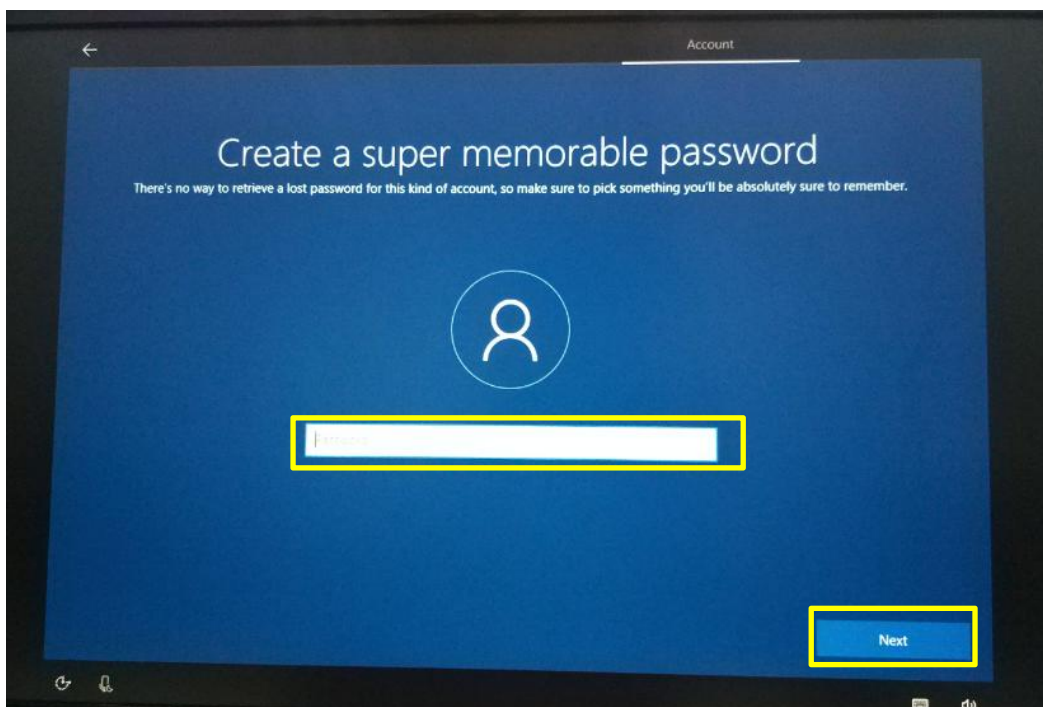 Account
Create a super memorable password
There's no way to retrieve a lost password for this kind of account, so make sure to pick something you'll be absolutely sure to remember.
Password
Next